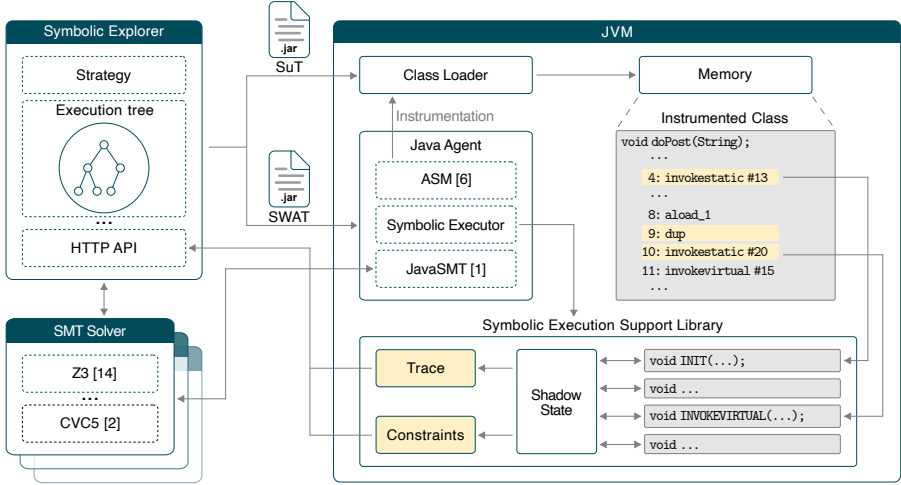 Symbolic Explorer
Strategy
Execution tree
...
HTTP API
SMT Solver
Z3 [14]
...
CVC5 [2]
.jar
SuT
.jar
SWAT
JVM
Class Loader
Memory
Instrumentation
Java Agent
ASM [6]
Symbolic Executor
JavaSMT [1]
Instrumented Class
void doPost(String);
...
4: invokestatic #13
...
8: aload_1
9: dup
10: invokestatic #20
11: invokevirtual #15
...
Symbolic Execution Support Library
Trace
Constraints
Shadow
State
void INIT(...);
void ...
void INVOKEVIRTUAL(...);
void ...